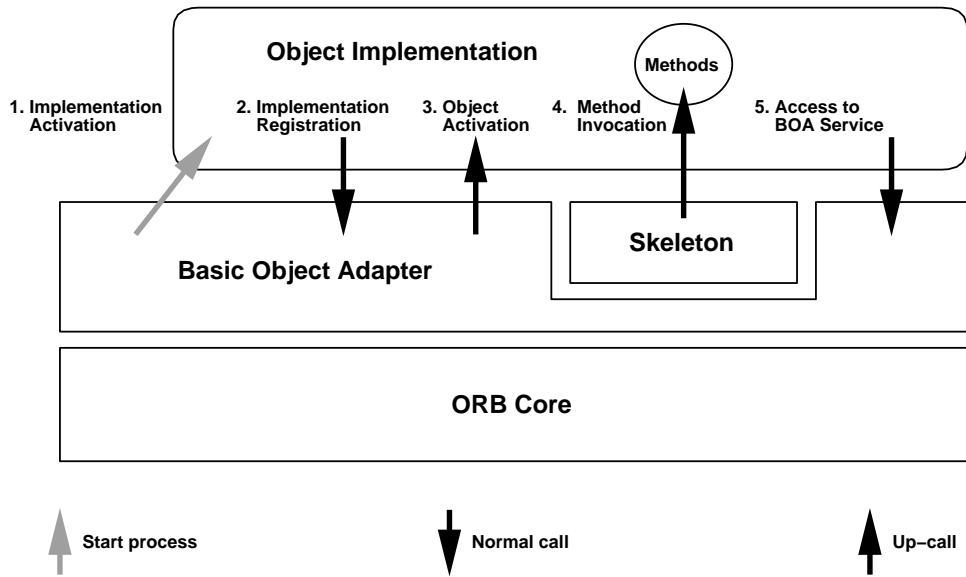 Object Implementation
Methods
1. Implementation
Activation
2. Implementation
Registration
3. Object
Activation
4. Method
Invocation
5. Access to
BOA Service
Skeleton
Basic Object Adapter
ORB Core
Start process
Normal call
Up−call